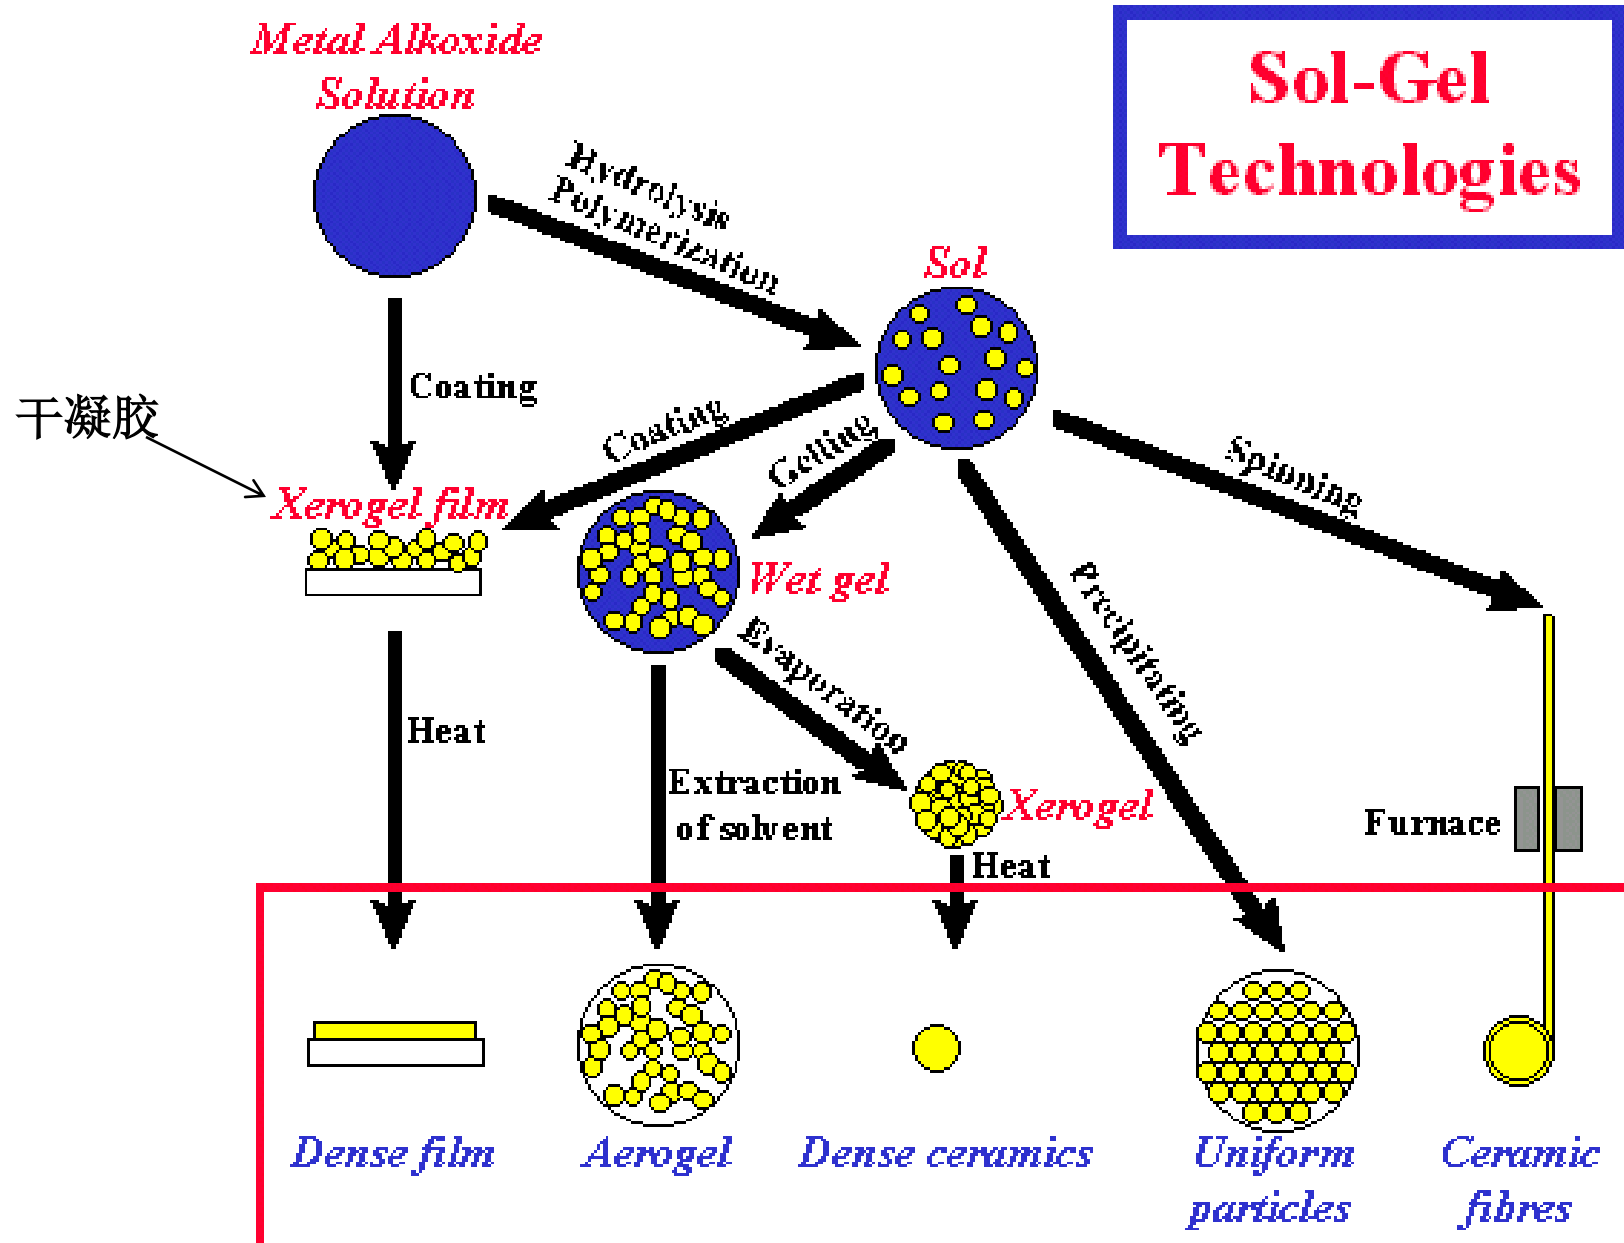 Metal Alkoxide
Solution
Sol-Gel
Technologies
Hydrolysis
Polymerization
Sol
Coating
干凝胶
Coating
Gelling
Spinning
Xerogel film
Wet gel
Precipitating
Evaporation
Heat
Extraction
of solvent
Xerogel
Furnace
Heat
Dense film
Aerogel
Dense ceramics
Uniform
particles
Ceramic
fibres